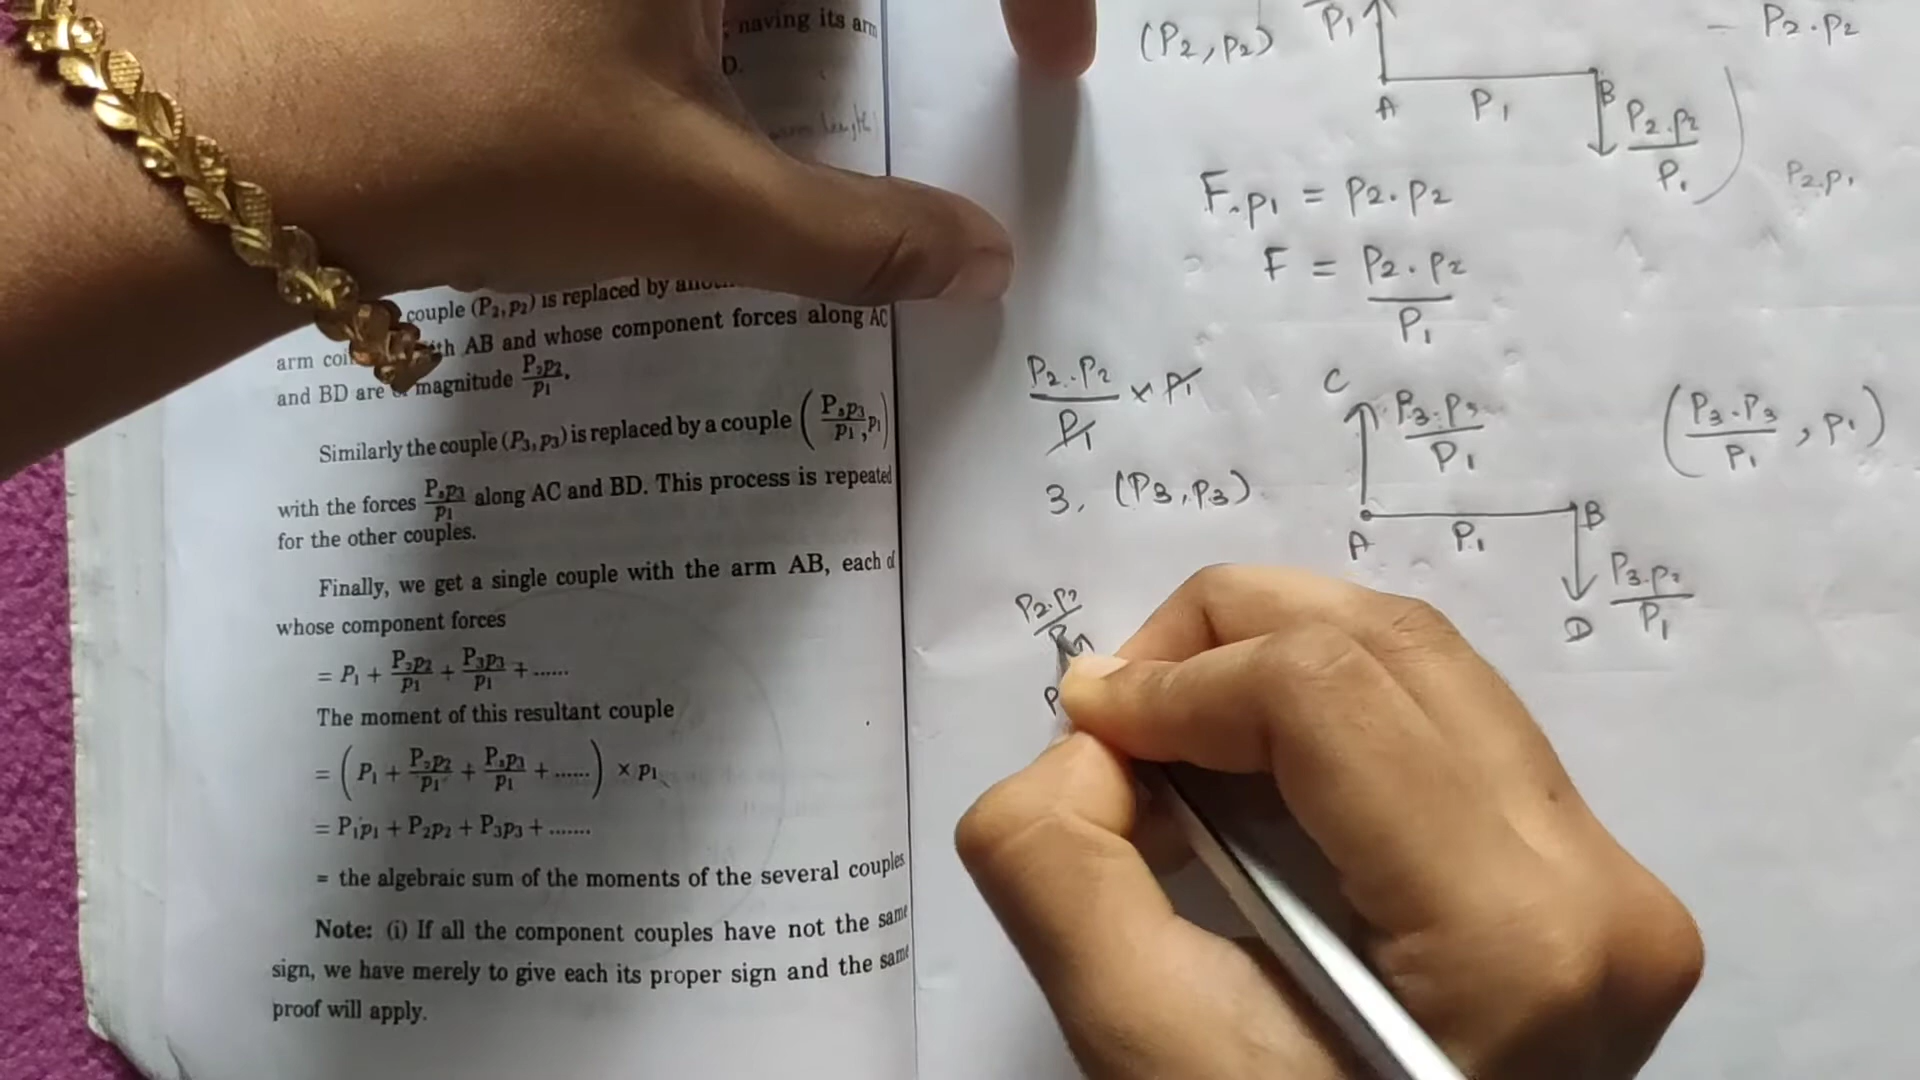 having its arm
D.
couple (P₂, p₂) is replaced by
arm AB and whose component forces along AC
and BD are magnitude P₂p₂/p₁.
Similarly the couple (P₃, p₃) is replaced by a couple (P₃p₃/p₁, p₁)
with the forces P₃p₃/p₁ along AC and BD. This process is repeated
for the other couples.
Finally, we get a single couple with the arm AB, each of
whose component forces
= P₁ + P₂p₂/p₁ + P₃p₃/p₁ + ......
The moment of this resultant couple
= (P₁ + P₂p₂/p₁ + P₃p₃/p₁ + ......) × p₁
= P₁p₁ + P₂p₂ + P₃p₃ + .......
= the algebraic sum of the moments of the several couples
Note: (i) If all the component couples have not the same
sign, we have merely to give each its proper sign and the same
proof will apply.
(P₂, p₂)
P₁
– P₂.p₂
A p₁ B
P₂.p₂/p₁
P₂.p₁
F.p₁ = P₂.p₂
F = P₂.p₂/p₁
P₂.p₂/p₁ × p₁
C
P₃.p₃/p₁
(P₃.p₃/p₁, p₁)
3. (P₃, p₃)
A p₁ B
D
P₃.p₃/p₁
P₂.p₂